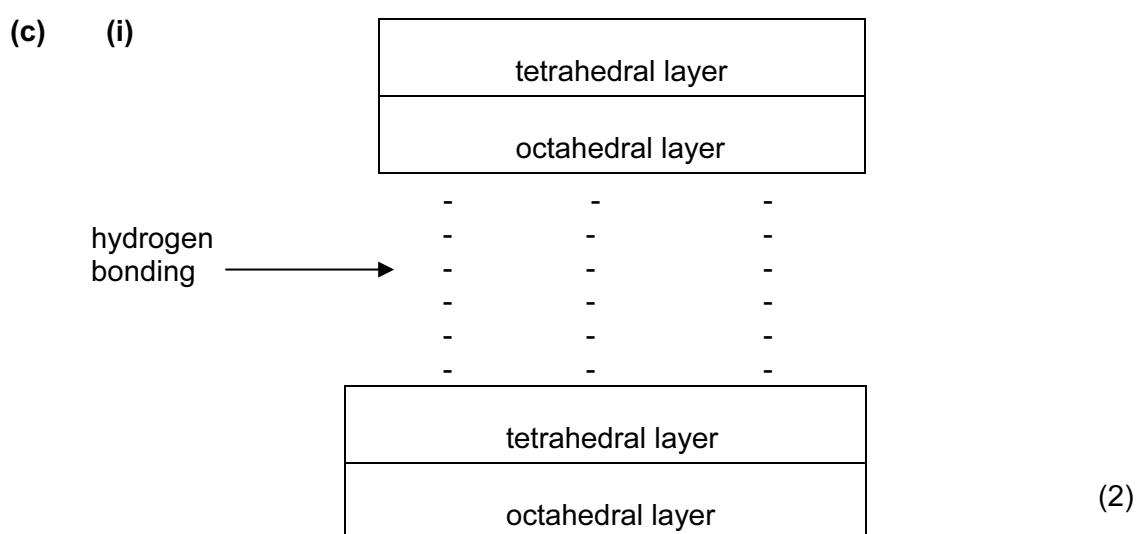 (c) (i)
tetrahedral layer
octahedral layer
- - -
- - -
hydrogen
bonding
- - -
- - -
- - -
- - -
tetrahedral layer
octahedral layer
(2)